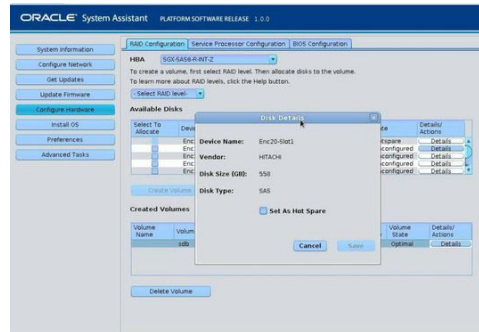 ORACLE System Assistant PLATFORM SOFTWARE RELEASE 1.0.0
System Information
Configure Network
Get Updates
Update Firmware
Configure Hardware
Install OS
Preferences
Advanced Tasks
RAID Configuration Service Processor Configuration BIOS Configuration
HBA SGX-SAS6-R-INT-Z
To create a volume, first select RAID level. Then allocate disks to the volume.
To learn more about RAID levels, click the Help button.
- Select RAID level-
Available Disks
Select To Allocate
Details/ Actions
Details
Details
Details
Details
Disk Details
Device Name: Enc20-Slot1
Vendor: HITACHI
Disk Size (GB): 558
Disk Type: SAS
Set As Hot Spare
Cancel Save
Create Volume
Created Volumes
Volume Name
Volume State
Details/ Actions
sdb
Optimal
Details
Delete Volume